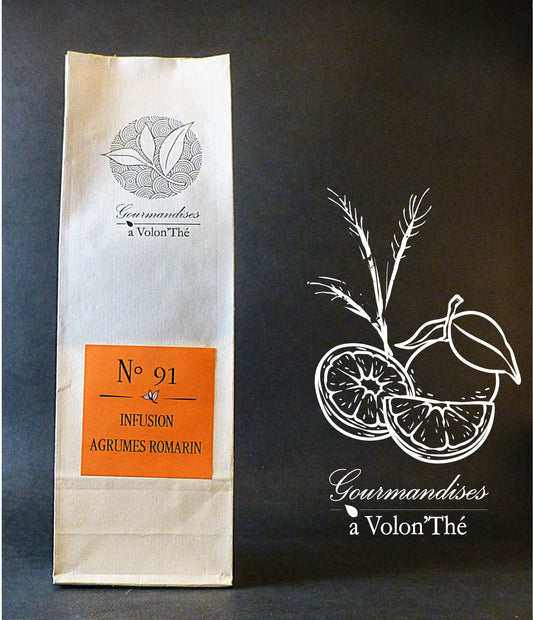 Gourmandises
à Volon'Thé
N° 91
INFUSION
AGRUMES ROMARIN
Gourmandises
à Volon'Thé